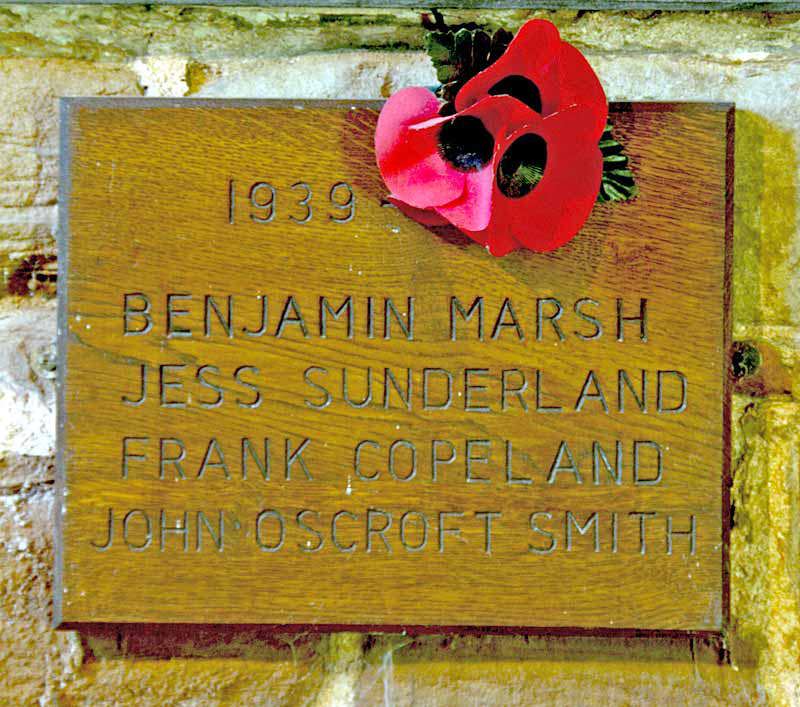 1939 -
BENJAMIN MARSH
JESS SUNDERLAND
FRANK COPELAND
JOHN OSCROFT SMITH